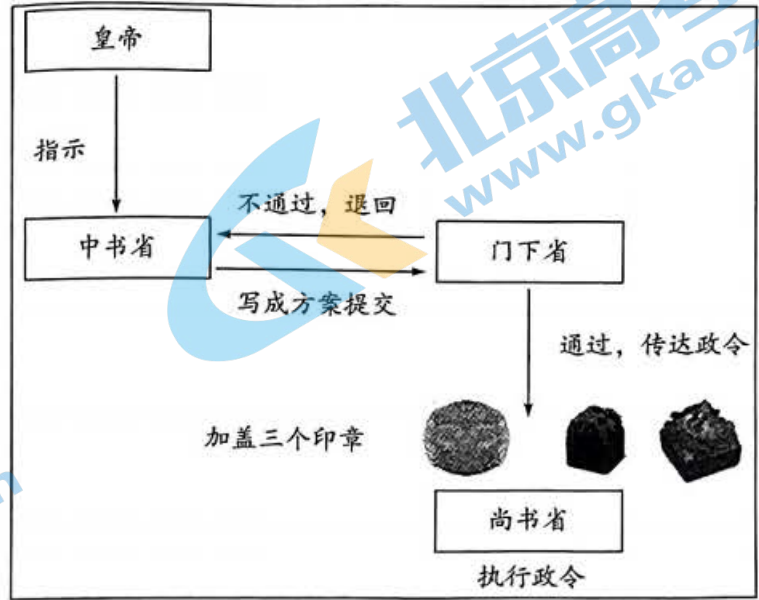 皇帝
指示
不通过，退回
中书省
门下省
写成方案提交
通过，传达政令
加盖三个印章
尚书省
执行政令
北京高考
www.gkaoz